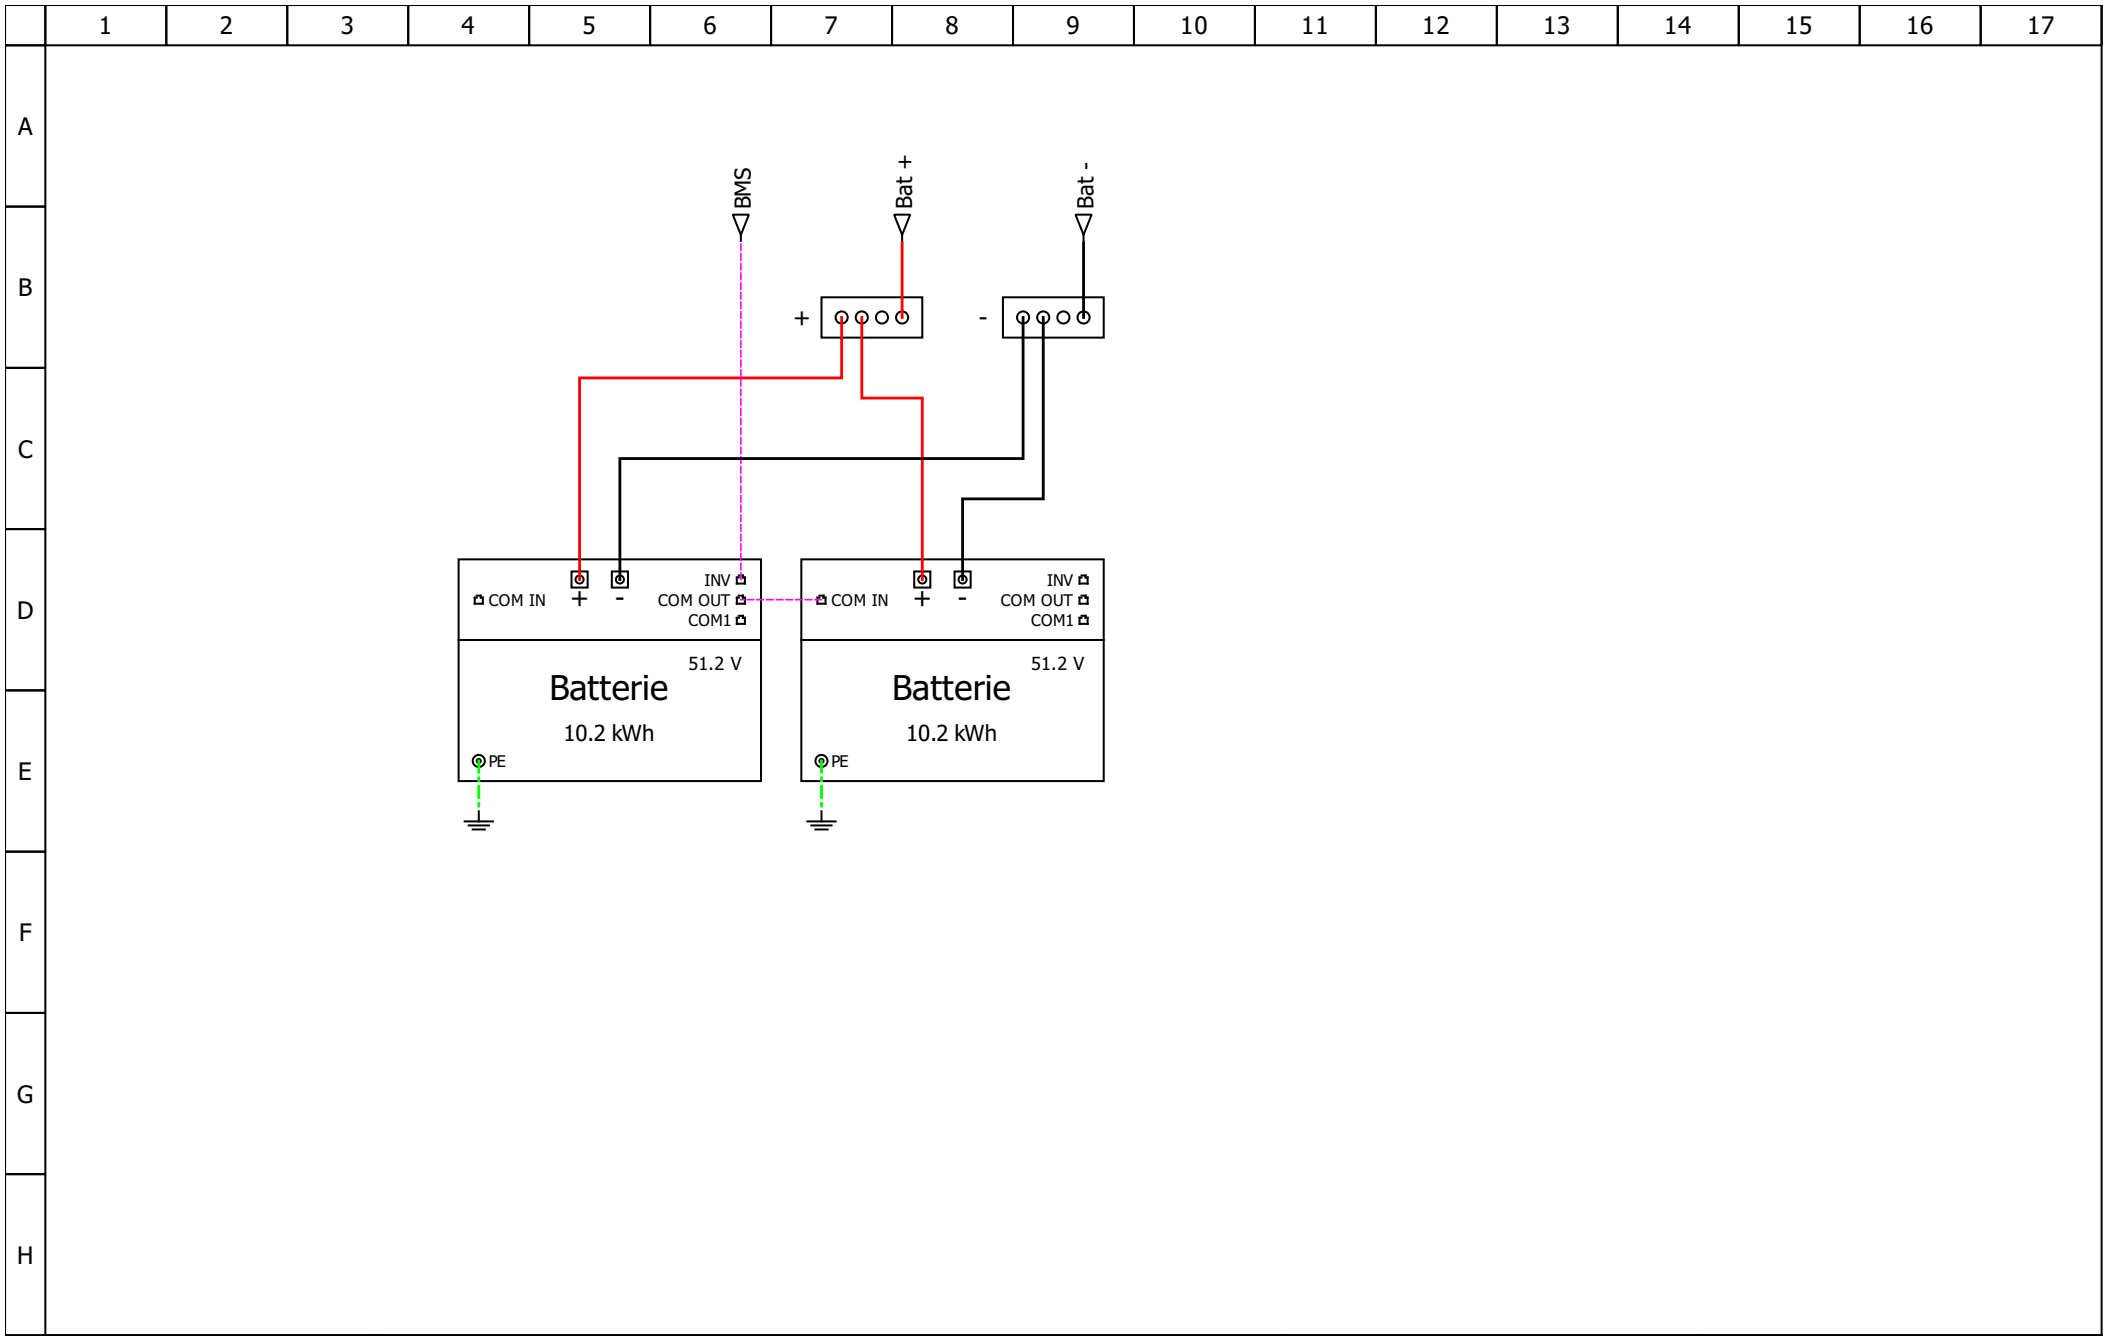 1 2 3 4 5 6 7 8 9 10 11 12 13 14 15 16 17
A
BMS Bat + Bat -
B
+ -
C
D
INV INV
COM IN + - COM OUT COM IN + - COM OUT
COM1 COM1
51.2 V 51.2 V
Batterie Batterie
10.2 kWh 10.2 kWh
PE PE
E
F
G
H